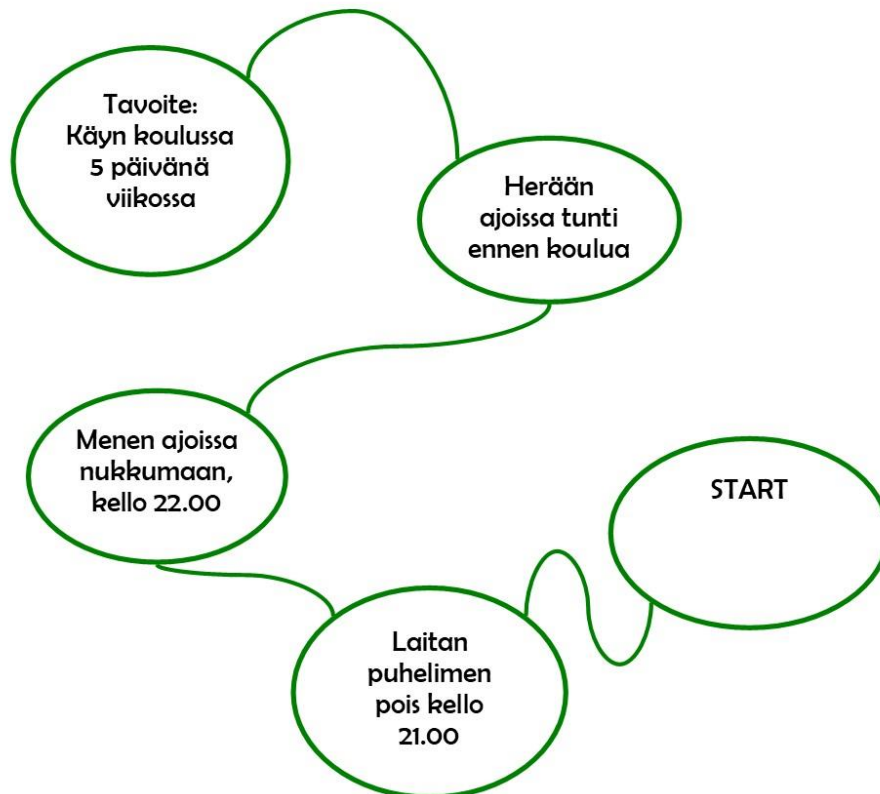 Tavoite:
Käyn koulussa
5 päivänä
viikossa
Herään
ajoissa tunti
ennen koulua
Menen ajoissa
nukkumaan,
kello 22.00
START
Laitan
puhelimen
pois kello
21.00